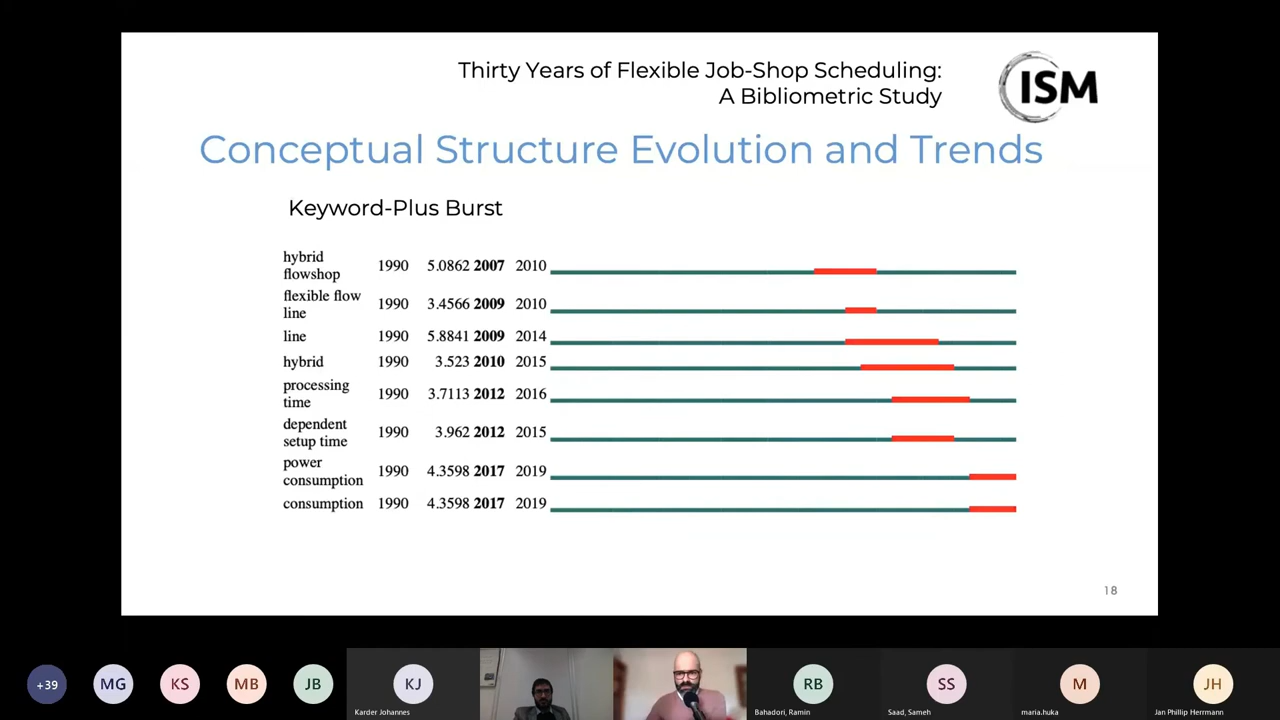 Thirty Years of Flexible Job-Shop Scheduling:
A Bibliometric Study
ISM
Conceptual Structure Evolution and Trends
Keyword-Plus Burst
hybrid
flowshop 1990 5.0862 2007 2010
flexible flow
line 1990 3.4566 2009 2010
line 1990 5.8841 2009 2014
hybrid 1990 3.523 2010 2015
processing
time 1990 3.7113 2012 2016
dependent
setup time 1990 3.962 2012 2015
power
consumption 1990 4.3598 2017 2019
consumption 1990 4.3598 2017 2019
18
+39 MG KS MB JB KJ RB SS M JH
Karder Johannes Bahadori, Ramin Saad, Sameh maria.huka Jan Phillip Herrmann